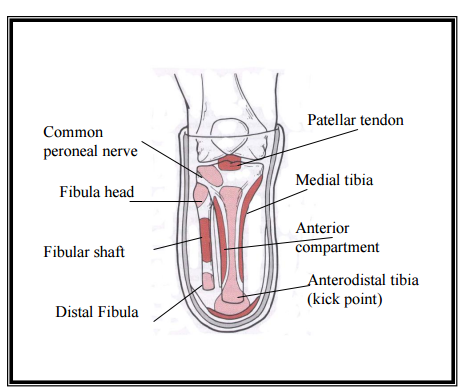 Common
peroneal nerve
Fibula head
Fibular shaft
Distal Fibula
Patellar tendon
Medial tibia
Anterior
compartment
Anterodistal tibia
(kick point)